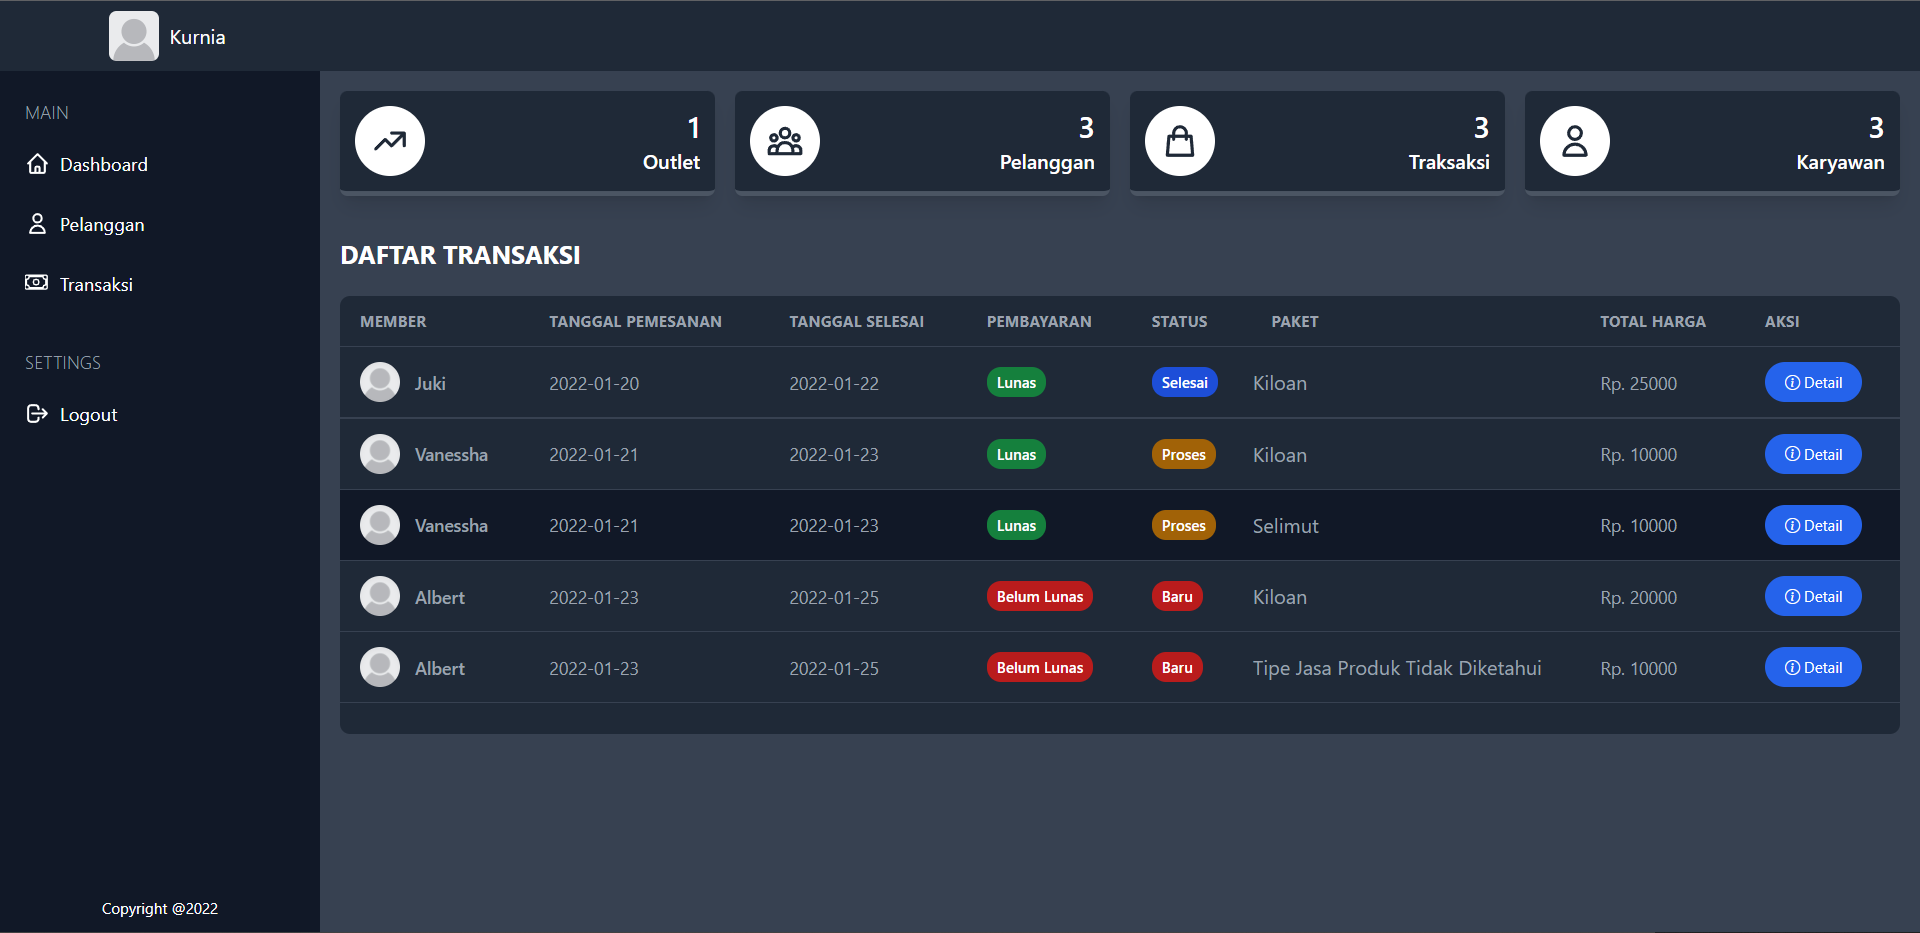 Kurnia
MAIN
Dashboard
Pelanggan
Transaksi
SETTINGS
Logout
Copyright @2022
1
Outlet
3
Pelanggan
3
Traksaksi
3
Karyawan
DAFTAR TRANSAKSI
MEMBER TANGGAL PEMESANAN TANGGAL SELESAI PEMBAYARAN STATUS PAKET TOTAL HARGA AKSI
Juki 2022-01-20 2022-01-22 Lunas Selesai Kiloan Rp. 25000 Detail
Vanessha 2022-01-21 2022-01-23 Lunas Proses Kiloan Rp. 10000 Detail
Vanessha 2022-01-21 2022-01-23 Lunas Proses Selimut Rp. 10000 Detail
Albert 2022-01-23 2022-01-25 Belum Lunas Baru Kiloan Rp. 20000 Detail
Albert 2022-01-23 2022-01-25 Belum Lunas Baru Tipe Jasa Produk Tidak Diketahui Rp. 10000 Detail